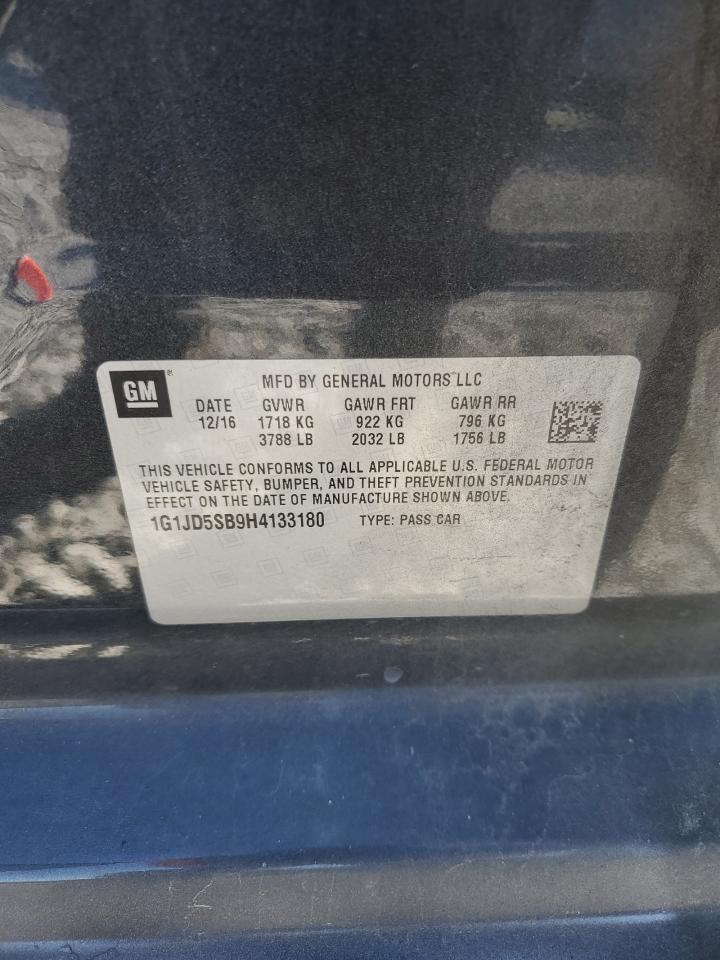 GM®
MFD BY GENERAL MOTORS LLC
DATE GVWR GAWR FRT GAWR RR
12/16 1718 KG 922 KG 796 KG
3788 LB 2032 LB 1756 LB
THIS VEHICLE CONFORMS TO ALL APPLICABLE U.S. FEDERAL MOTOR
VEHICLE SAFETY, BUMPER, AND THEFT PREVENTION STANDARDS IN
EFFECT ON THE DATE OF MANUFACTURE SHOWN ABOVE.
1G1JD5SB9H4133180 TYPE: PASS CAR